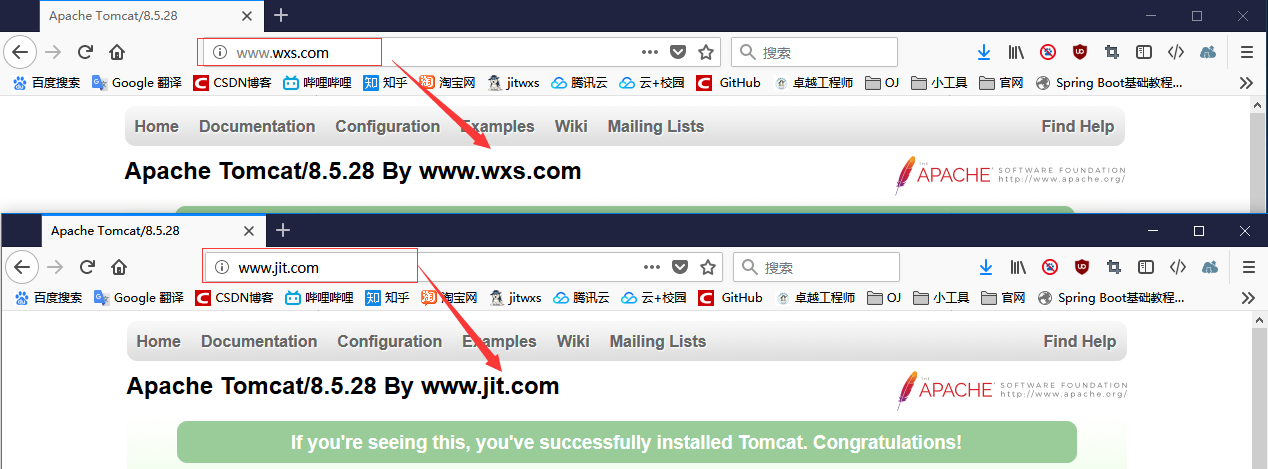 Apache Tomcat/8.5.28
www.wxs.com
搜索
百度搜索 Google 翻译 CSDN博客 哔哩哔哩 知乎 淘宝网 jitwxs 腾讯云 云+校园 GitHub 卓越工程师 OJ 小工具 官网 Spring Boot基础教程...
Home Documentation Configuration Examples Wiki Mailing Lists Find Help
Apache Tomcat/8.5.28 By www.wxs.com
THE
APACHE SOFTWARE FOUNDATION
http://www.apache.org/
Apache Tomcat/8.5.28
www.jit.com
搜索
百度搜索 Google 翻译 CSDN博客 哔哩哔哩 知乎 淘宝网 jitwxs 腾讯云 云+校园 GitHub 卓越工程师 OJ 小工具 官网 Spring Boot基础教程...
Home Documentation Configuration Examples Wiki Mailing Lists Find Help
Apache Tomcat/8.5.28 By www.jit.com
THE
APACHE SOFTWARE FOUNDATION
http://www.apache.org/
If you're seeing this, you've successfully installed Tomcat. Congratulations!